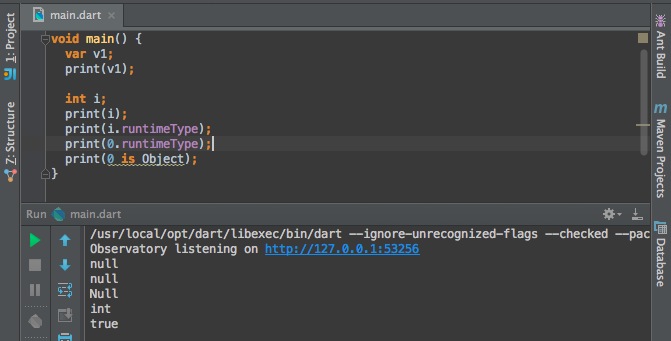 main.dart
void main() {
var v1;
print(v1);
int i;
print(i);
print(i.runtimeType);
print(0.runtimeType);
print(0 is Object);
}
1: Project
Z: Structure
Ant Build
Maven Projects
Database
Run main.dart
/usr/local/opt/dart/libexec/bin/dart --ignore-unrecognized-flags --checked --pac
Observatory listening on http://127.0.0.1:53256
null
null
Null
int
true